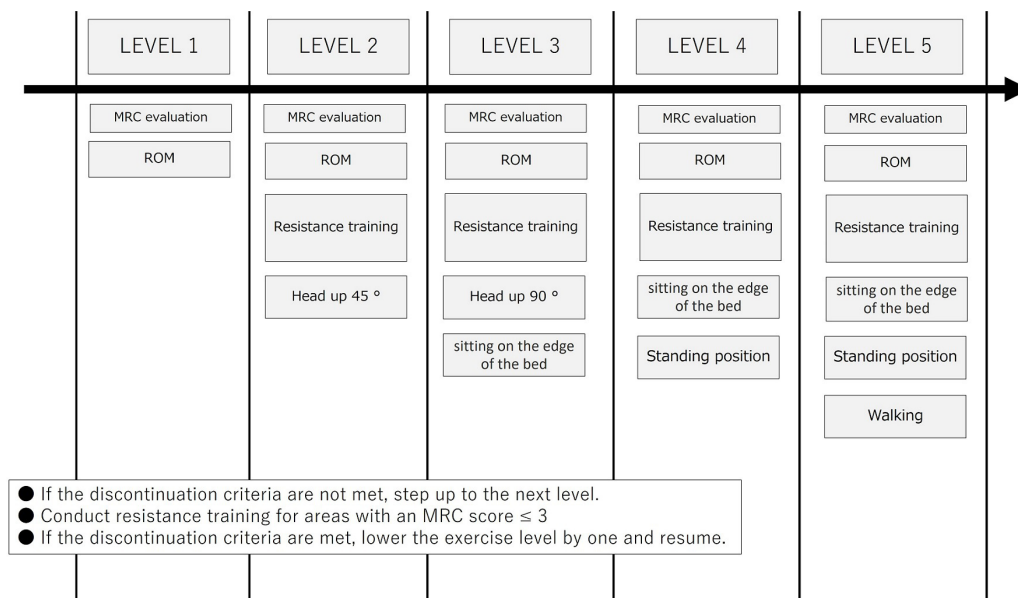 LEVEL 1
LEVEL 2
LEVEL 3
LEVEL 4
LEVEL 5
MRC evaluation
MRC evaluation
MRC evaluation
MRC evaluation
MRC evaluation
ROM
ROM
ROM
ROM
ROM
Resistance training
Resistance training
Resistance training
Resistance training
Head up 45 °
Head up 90 °
sitting on the edge
of the bed
sitting on the edge
of the bed
sitting on the edge
of the bed
Standing position
Standing position
Walking
● If the discontinuation criteria are not met, step up to the next level.
● Conduct resistance training for areas with an MRC score ≤ 3
● If the discontinuation criteria are met, lower the exercise level by one and resume.